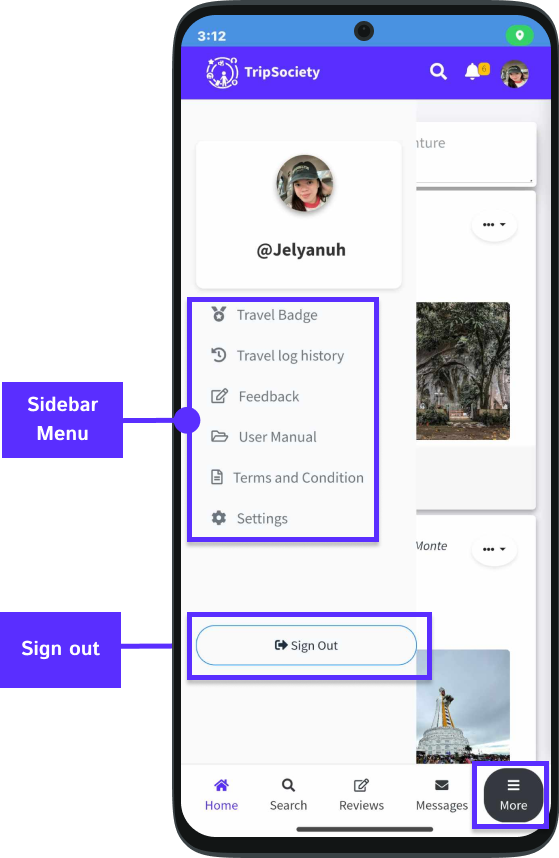 3:12
TripSociety
6
nture
@Jelyanuh
Travel Badge
Travel log history
Feedback
User Manual
Terms and Condition
Settings
Sidebar
Menu
Monte
Sign out
Sign Out
Home
Search
Reviews
Messages
More